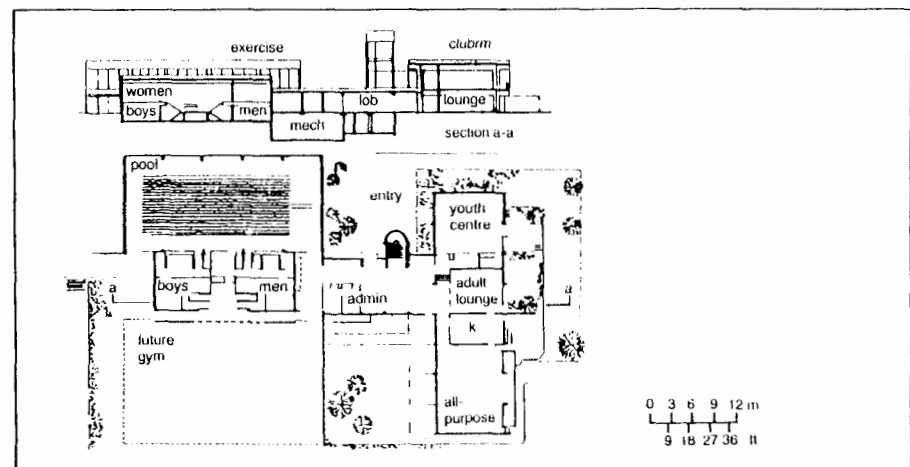 exercise
clubrm
women
boys
men
lob
lounge
mech
section a-a
pool
entry
youth
centre
a
boys
men
admin
adult
lounge
a
k
future
gym
all-
purpose
0 3 6 9 12 m
9 18 27 36 ft